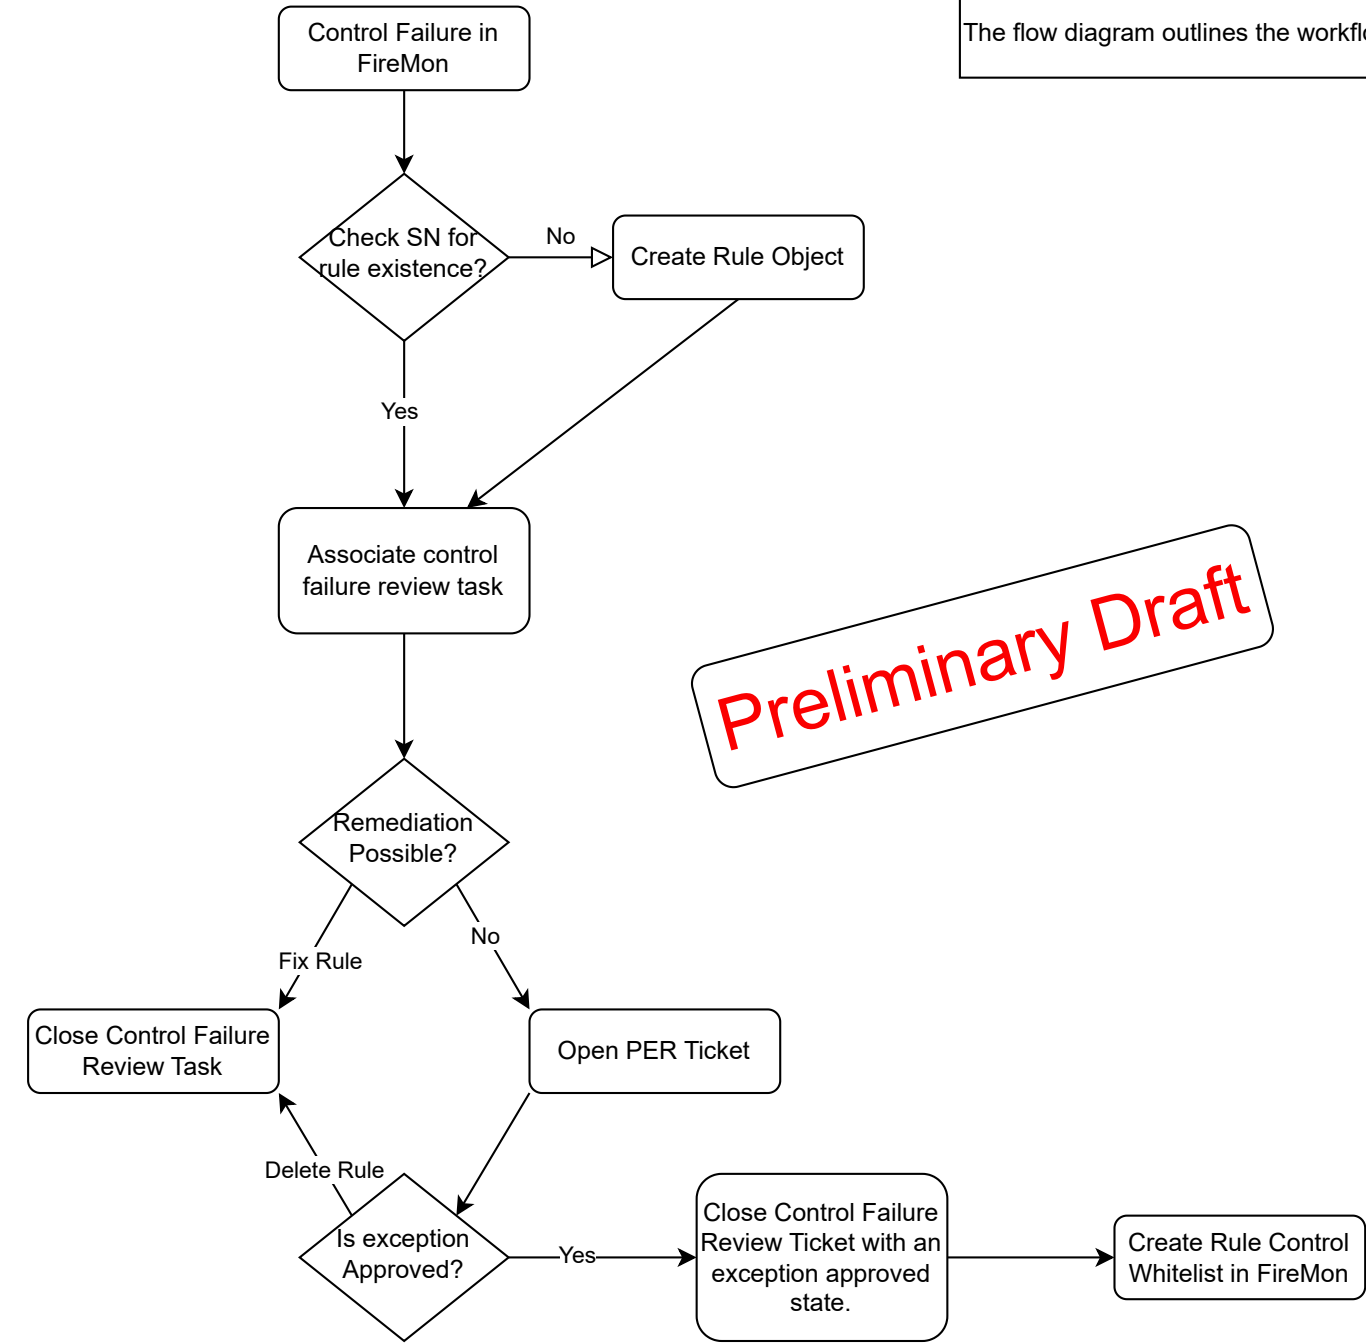 Control Failure in
FireMon
The flow diagram outlines the
Check SN for
rule existence?
No
Create Rule Object
Yes
Associate control
failure review task
Preliminary Draft
Remediation
Possible?
Fix Rule
No
Close Control Failure
Review Task
Open PER Ticket
Delete Rule
Is exception
Approved?
Yes
Close Control Failure
Review Ticket with an
exception approved
state.
Create Rule Control
Whitelist in FireMon